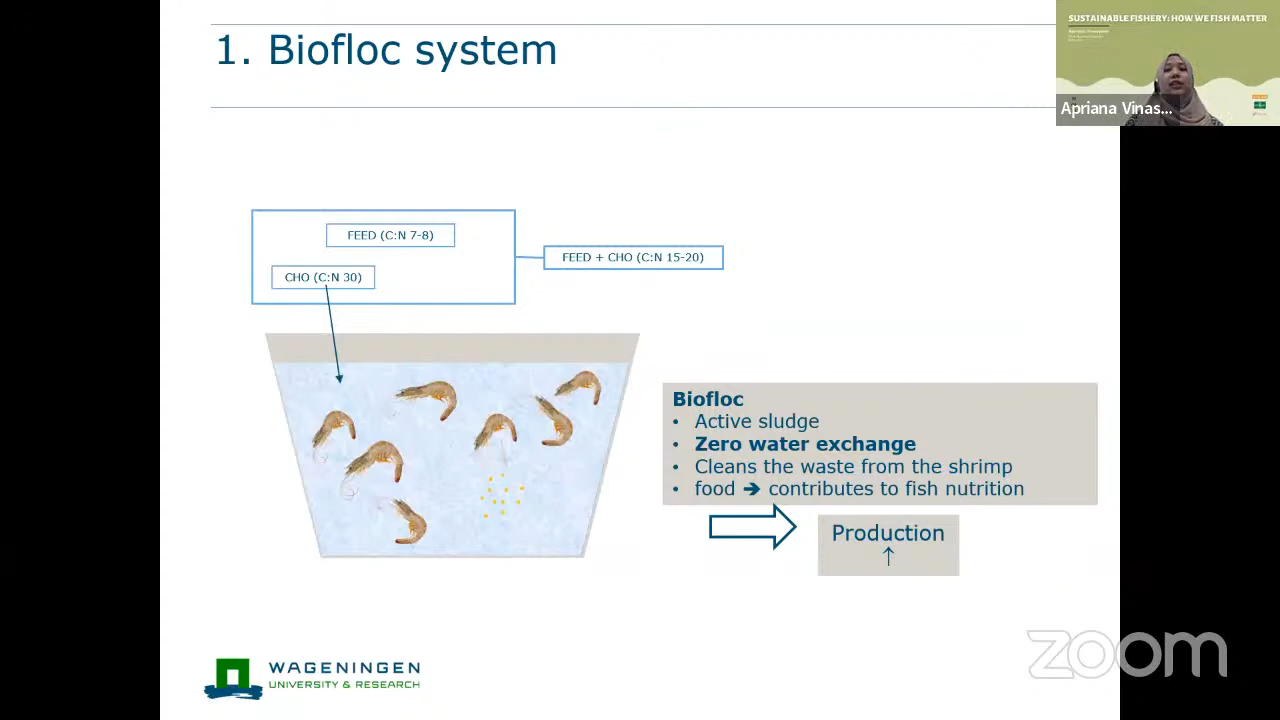 1. Biofloc system
SUSTAINABLE FISHERY: HOW WE FISH MATTER
Apriana Vinas...
FEED (C:N 7-8)
CHO (C:N 30)
FEED + CHO (C:N 15-20)
Biofloc
• Active sludge
• Zero water exchange
• Cleans the waste from the shrimp
• food ➔ contributes to fish nutrition
Production
↑
WAGENINGEN
UNIVERSITY & RESEARCH
zoom